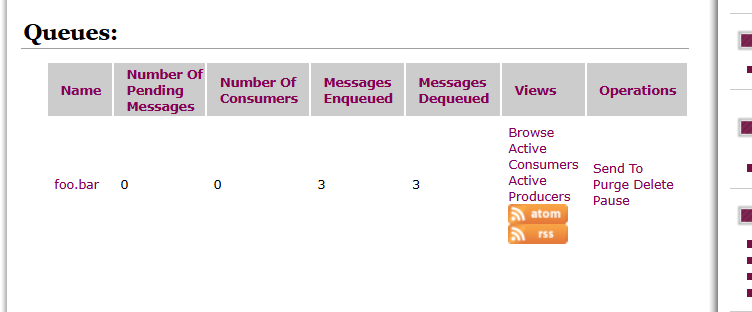 Queues:
Name
Number Of
Pending
Messages
Number Of
Consumers
Messages
Enqueued
Messages
Dequeued
Views
Operations
foo.bar
0
0
3
3
Browse
Active
Consumers
Active
Producers
atom
rss
Send To
Purge Delete
Pause